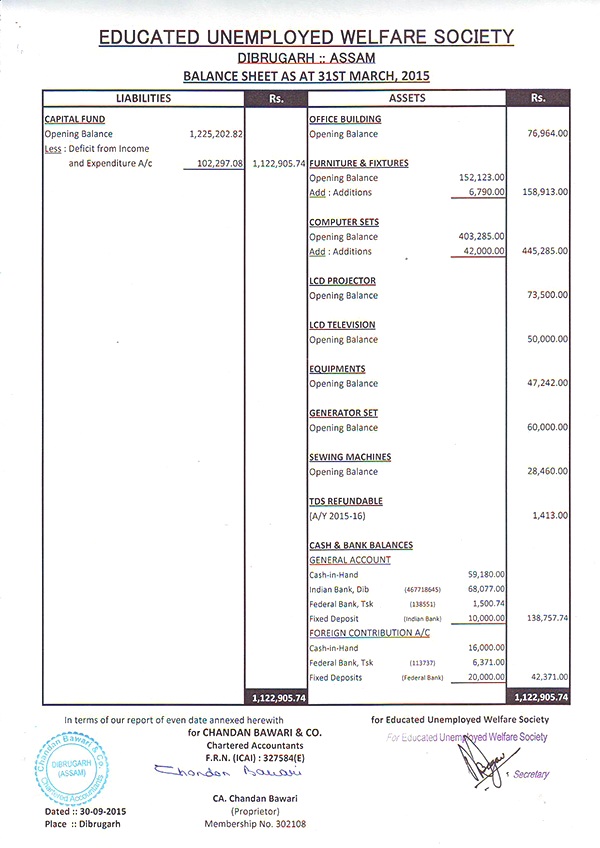 EDUCATED UNEMPLOYED WELFARE SOCIETY
DIBRUGARH :: ASSAM
BALANCE SHEET AS AT 31ST MARCH, 2015
LIABILITIES Rs. ASSETS Rs.
CAPITAL FUND OFFICE BUILDING
Opening Balance 1,225,202.82 Opening Balance 76,964.00
Less : Deficit from Income
and Expenditure A/c 102,297.08 1,122,905.74 FURNITURE & FIXTURES
Opening Balance 152,123.00
Add : Additions 6,790.00 158,913.00
COMPUTER SETS
Opening Balance 403,285.00
Add : Additions 42,000.00 445,285.00
LCD PROJECTOR
Opening Balance 73,500.00
LCD TELEVISION
Opening Balance 50,000.00
EQUIPMENTS
Opening Balance 47,242.00
GENERATOR SET
Opening Balance 60,000.00
SEWING MACHINES
Opening Balance 28,460.00
TDS REFUNDABLE
(A/Y 2015-16) 1,413.00
CASH & BANK BALANCES
GENERAL ACCOUNT
Cash-in-Hand 59,180.00
Indian Bank, Dib (467718645) 68,077.00
Federal Bank, Tsk (138551) 1,500.74
Fixed Deposit (Indian Bank) 10,000.00 138,757.74
FOREIGN CONTRIBUTION A/C
Cash-in-Hand 16,000.00
Federal Bank, Tsk (113737) 6,371.00
Fixed Deposits (Federal Bank) 20,000.00 42,371.00
1,122,905.74 1,122,905.74
In terms of our report of even date annexed herewith
for CHANDAN BAWARI & CO.
Chartered Accountants
F.R.N. (ICAI) : 327584(E)
Chandan Bawari
CA. Chandan Bawari
(Proprietor)
Membership No. 302108
Chandan Bawari & Co.
DIBRUGARH
(ASSAM)
Chartered Accountants
Dated :: 30-09-2015
Place :: Dibrugarh
for Educated Unemployed Welfare Society
For Educated Unemployed Welfare Society
Secretary